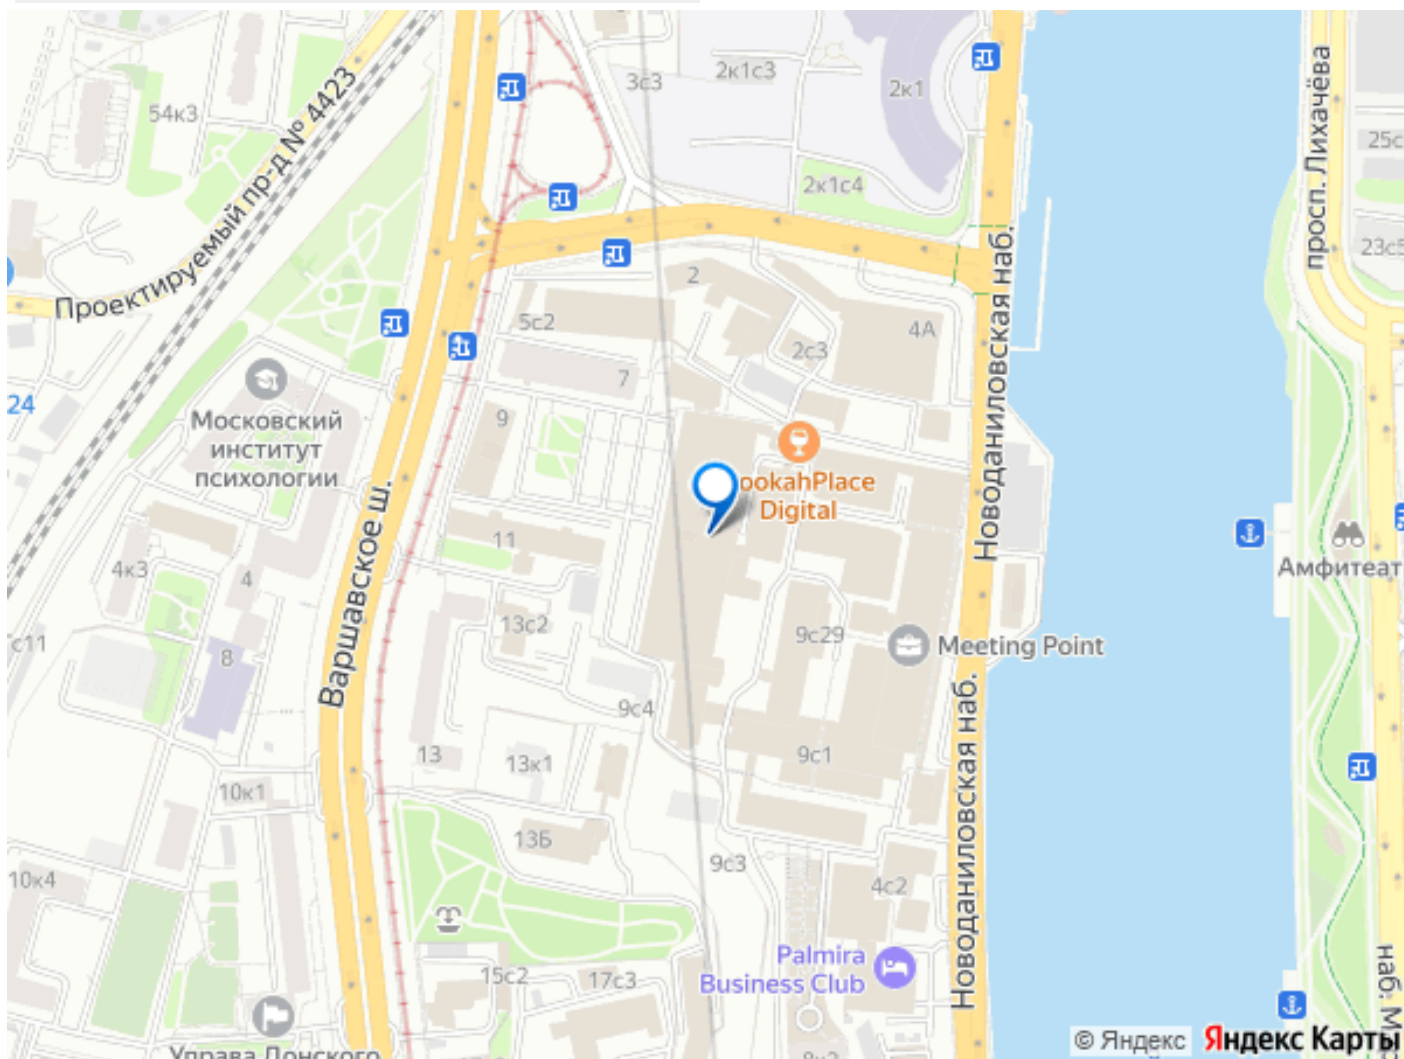 3с3
2к1с3
2к1
54к3
25с
Проектируемый пр-д № 4423
2к1с4
просп. Лихачёва
23с5
2
5с2
2с3
4А
7
Новоданиловская наб.
24
Московский
институт
психологии
9
ookahPlace
Digital
11
4к3
4
13с2
Амфитеат
Варшавское ш.
9с29
Meeting Point
с11
8
9с4
13
13к1
9с1
10к1
Новоданиловская наб.
13Б
9с3
10к4
4с2
Palmira
Business Club
15с2
17с3
наб. М
Управа Донского
© Яндекс
Яндекс Карты